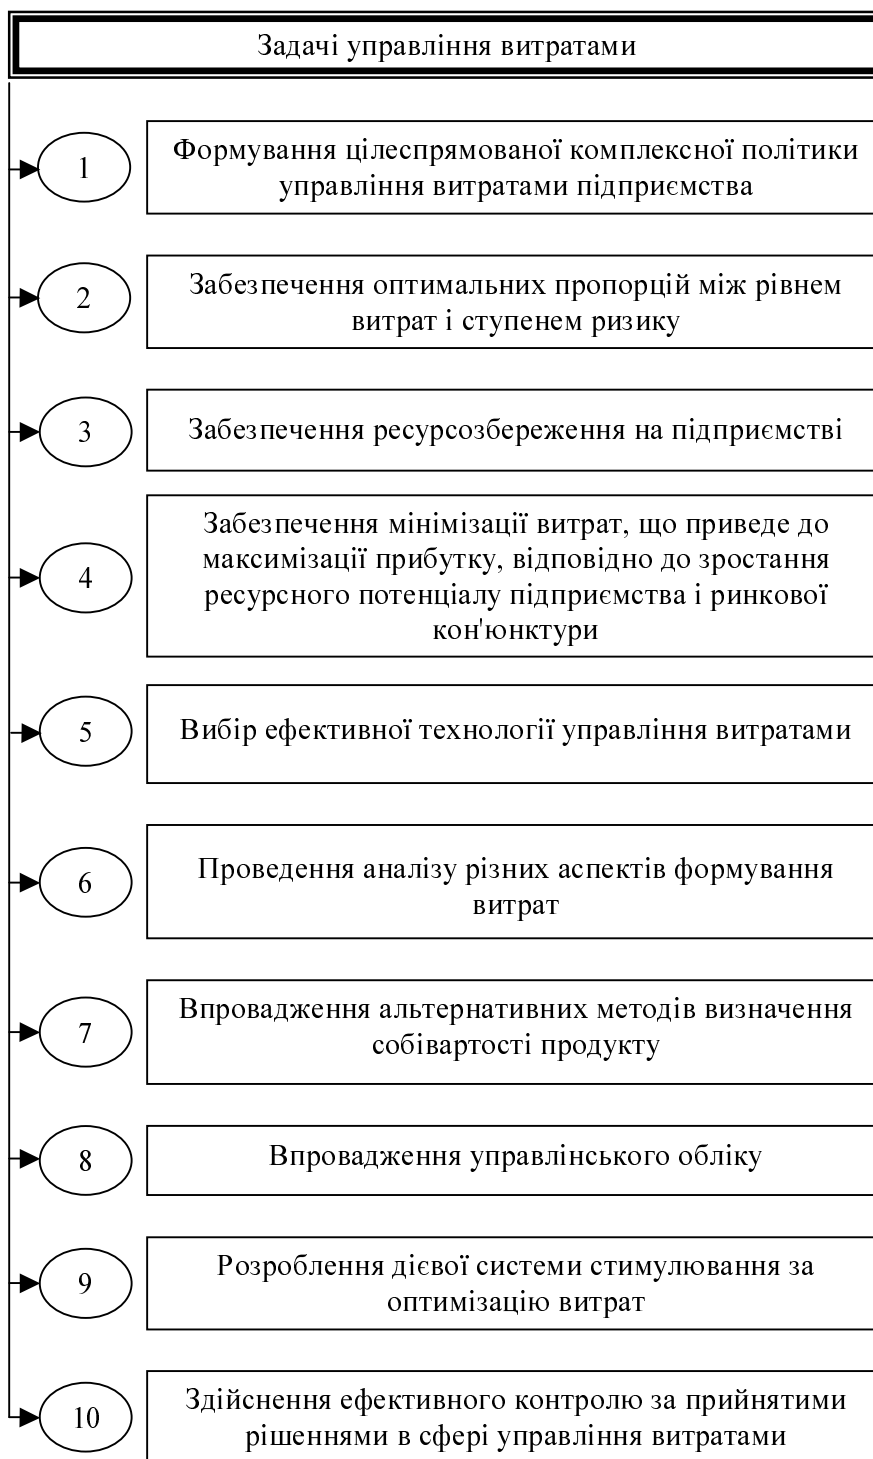 Задачі управління витратами
1
Формування цілеспрямованої комплексної політики
управління витратами підприємства
2
Забезпечення оптимальних пропорцій між рівнем
витрат і ступенем ризику
3
Забезпечення ресурсозбереження на підприємстві
4
Забезпечення мінімізації витрат, що приведе до
максимізації прибутку, відповідно до зростання
ресурсного потенціалу підприємства і ринкової
кон'юнктури
5
Вибір ефективної технології управління витратами
6
Проведення аналізу різних аспектів формування
витрат
7
Впровадження альтернативних методів визначення
собівартості продукту
8
Впровадження управлінського обліку
9
Розроблення дієвої системи стимулювання за
оптимізацію витрат
10
Здійснення ефективного контролю за прийнятими
рішеннями в сфері управління витратами